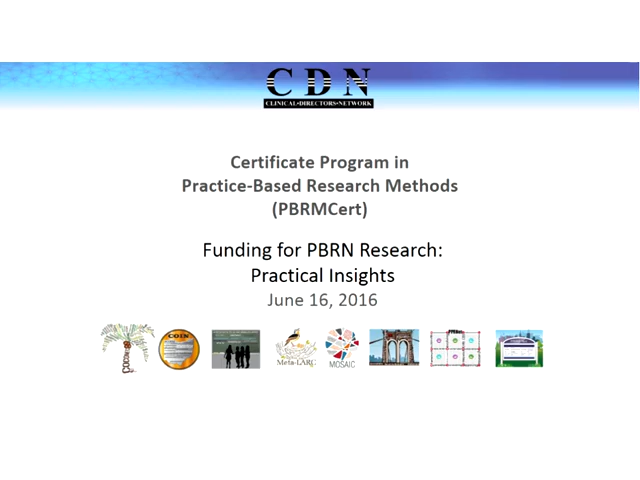 CDN
CLINICAL•DIRECTORS•NETWORK
Certificate Program in
Practice-Based Research Methods
(PBRMCert)
Funding for PBRN Research:
Practical Insights
June 16, 2016
COIN
Meta-LARC
MOSAIC